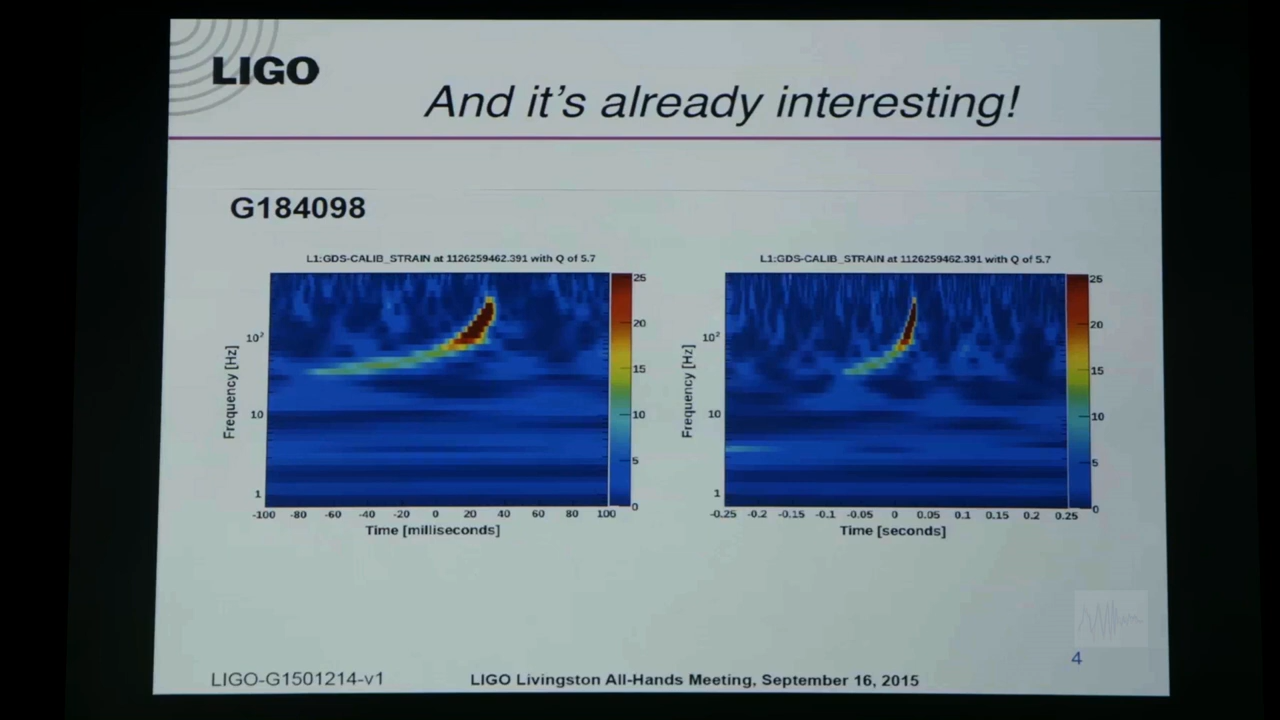 LIGO
And it's already interesting!
G184098
L1:GDS-CALIB_STRAIN at 1126259462.391 with Q of 5.7
Frequency [Hz]
10²
10
1
-100 -80 -60 -40 -20 0 20 40 60 80 100
Time [milliseconds]
25
20
15
10
5
0
L1:GDS-CALIB_STRAIN at 1126259462.391 with Q of 5.7
Frequency [Hz]
10²
10
1
-0.25 -0.2 -0.15 -0.1 -0.05 0 0.05 0.1 0.15 0.2 0.25
Time [seconds]
25
20
15
10
5
0
4
LIGO-G1501214-v1
LIGO Livingston All-Hands Meeting, September 16, 2015